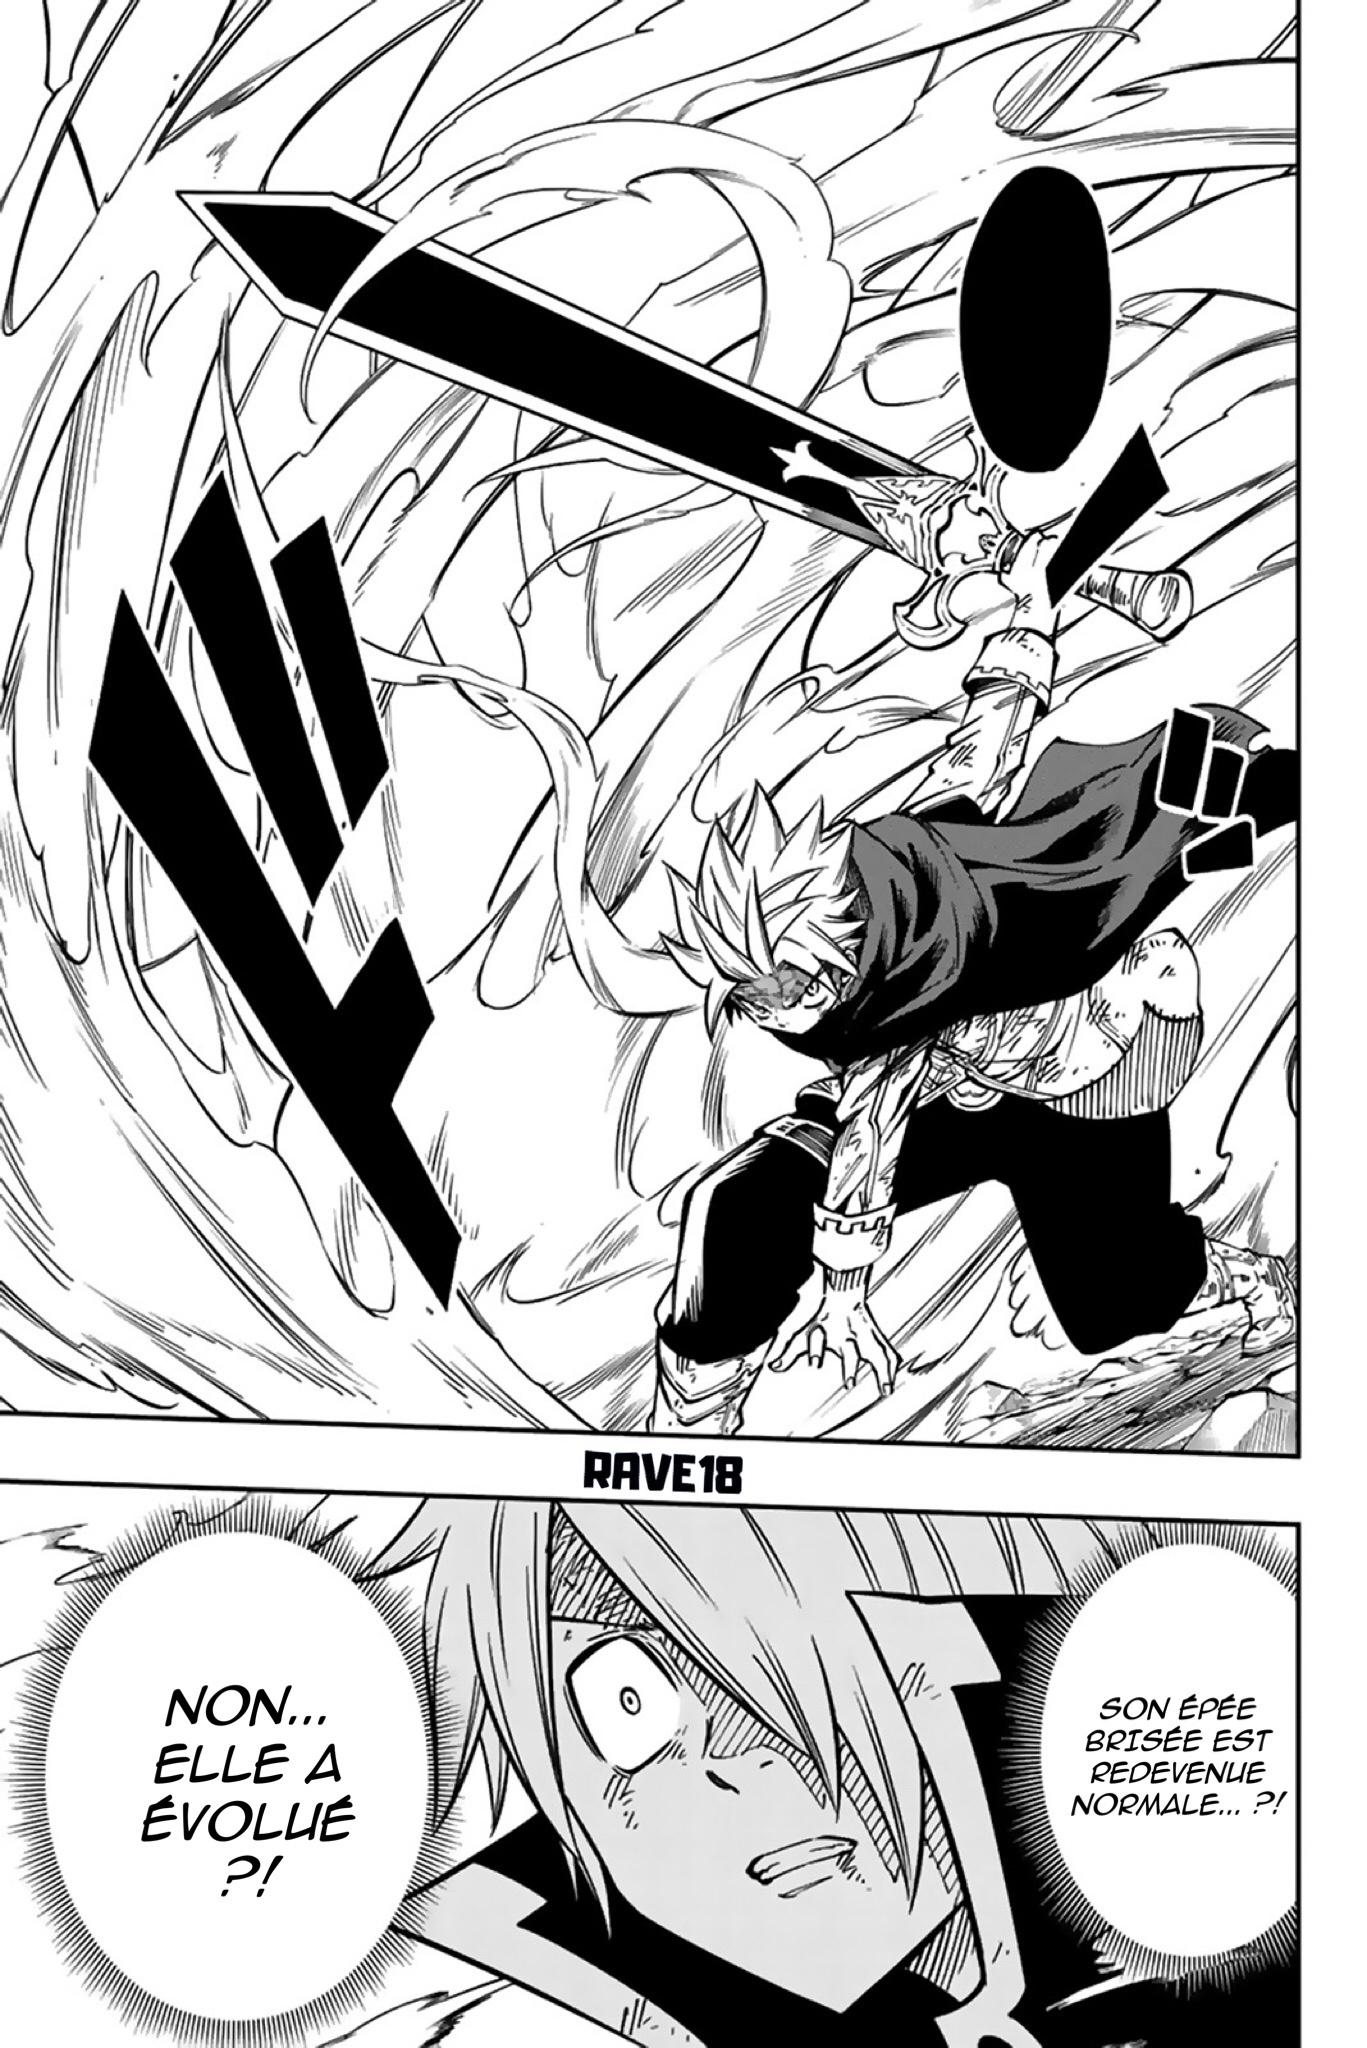 RAVE18
SON ÉPÉE
BRISÉE EST
REDEVENUE
NORMALE... ?!
NON...
ELLE A
ÉVOLUÉ
?!